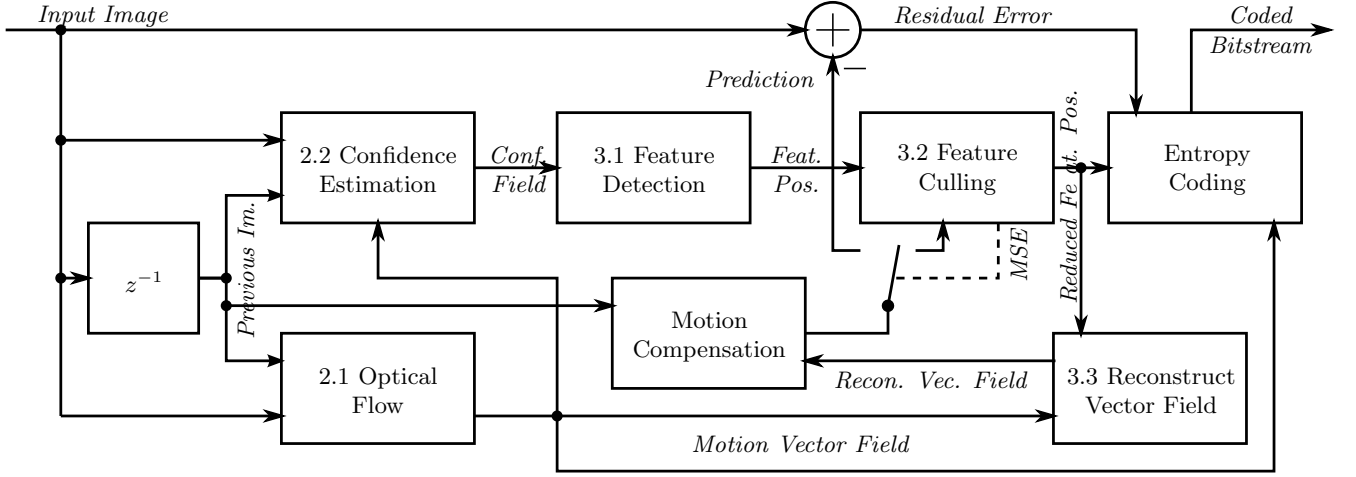 Input Image
Residual Error
Coded
Bitstream
+
−
Prediction
2.2 Confidence
Estimation
Conf.
Field
3.1 Feature
Detection
Feat.
Pos.
3.2 Feature
Culling
Reduced Fe at. Pos.
Entropy
Coding
z−1
Previous Im.
MSE
Motion
Compensation
2.1 Optical
Flow
Recon. Vec. Field
3.3 Reconstruct
Vector Field
Motion Vector Field